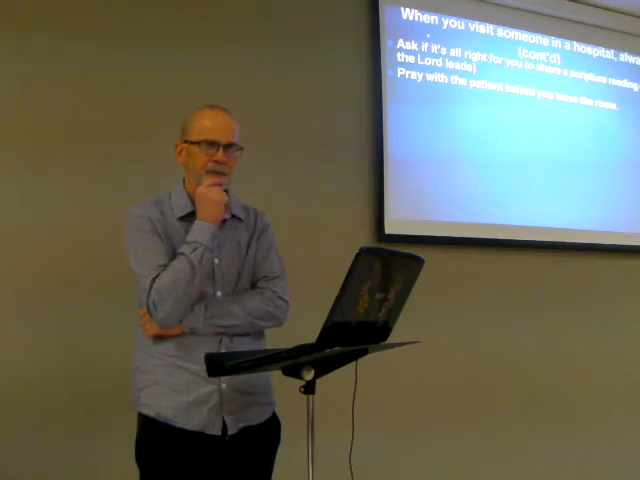 When you visit someone in a hospital, alwa
(cont'd)
Ask if it's all right for you to share a scripture reading
the Lord leads)
Pray with the patient before you leave the room.